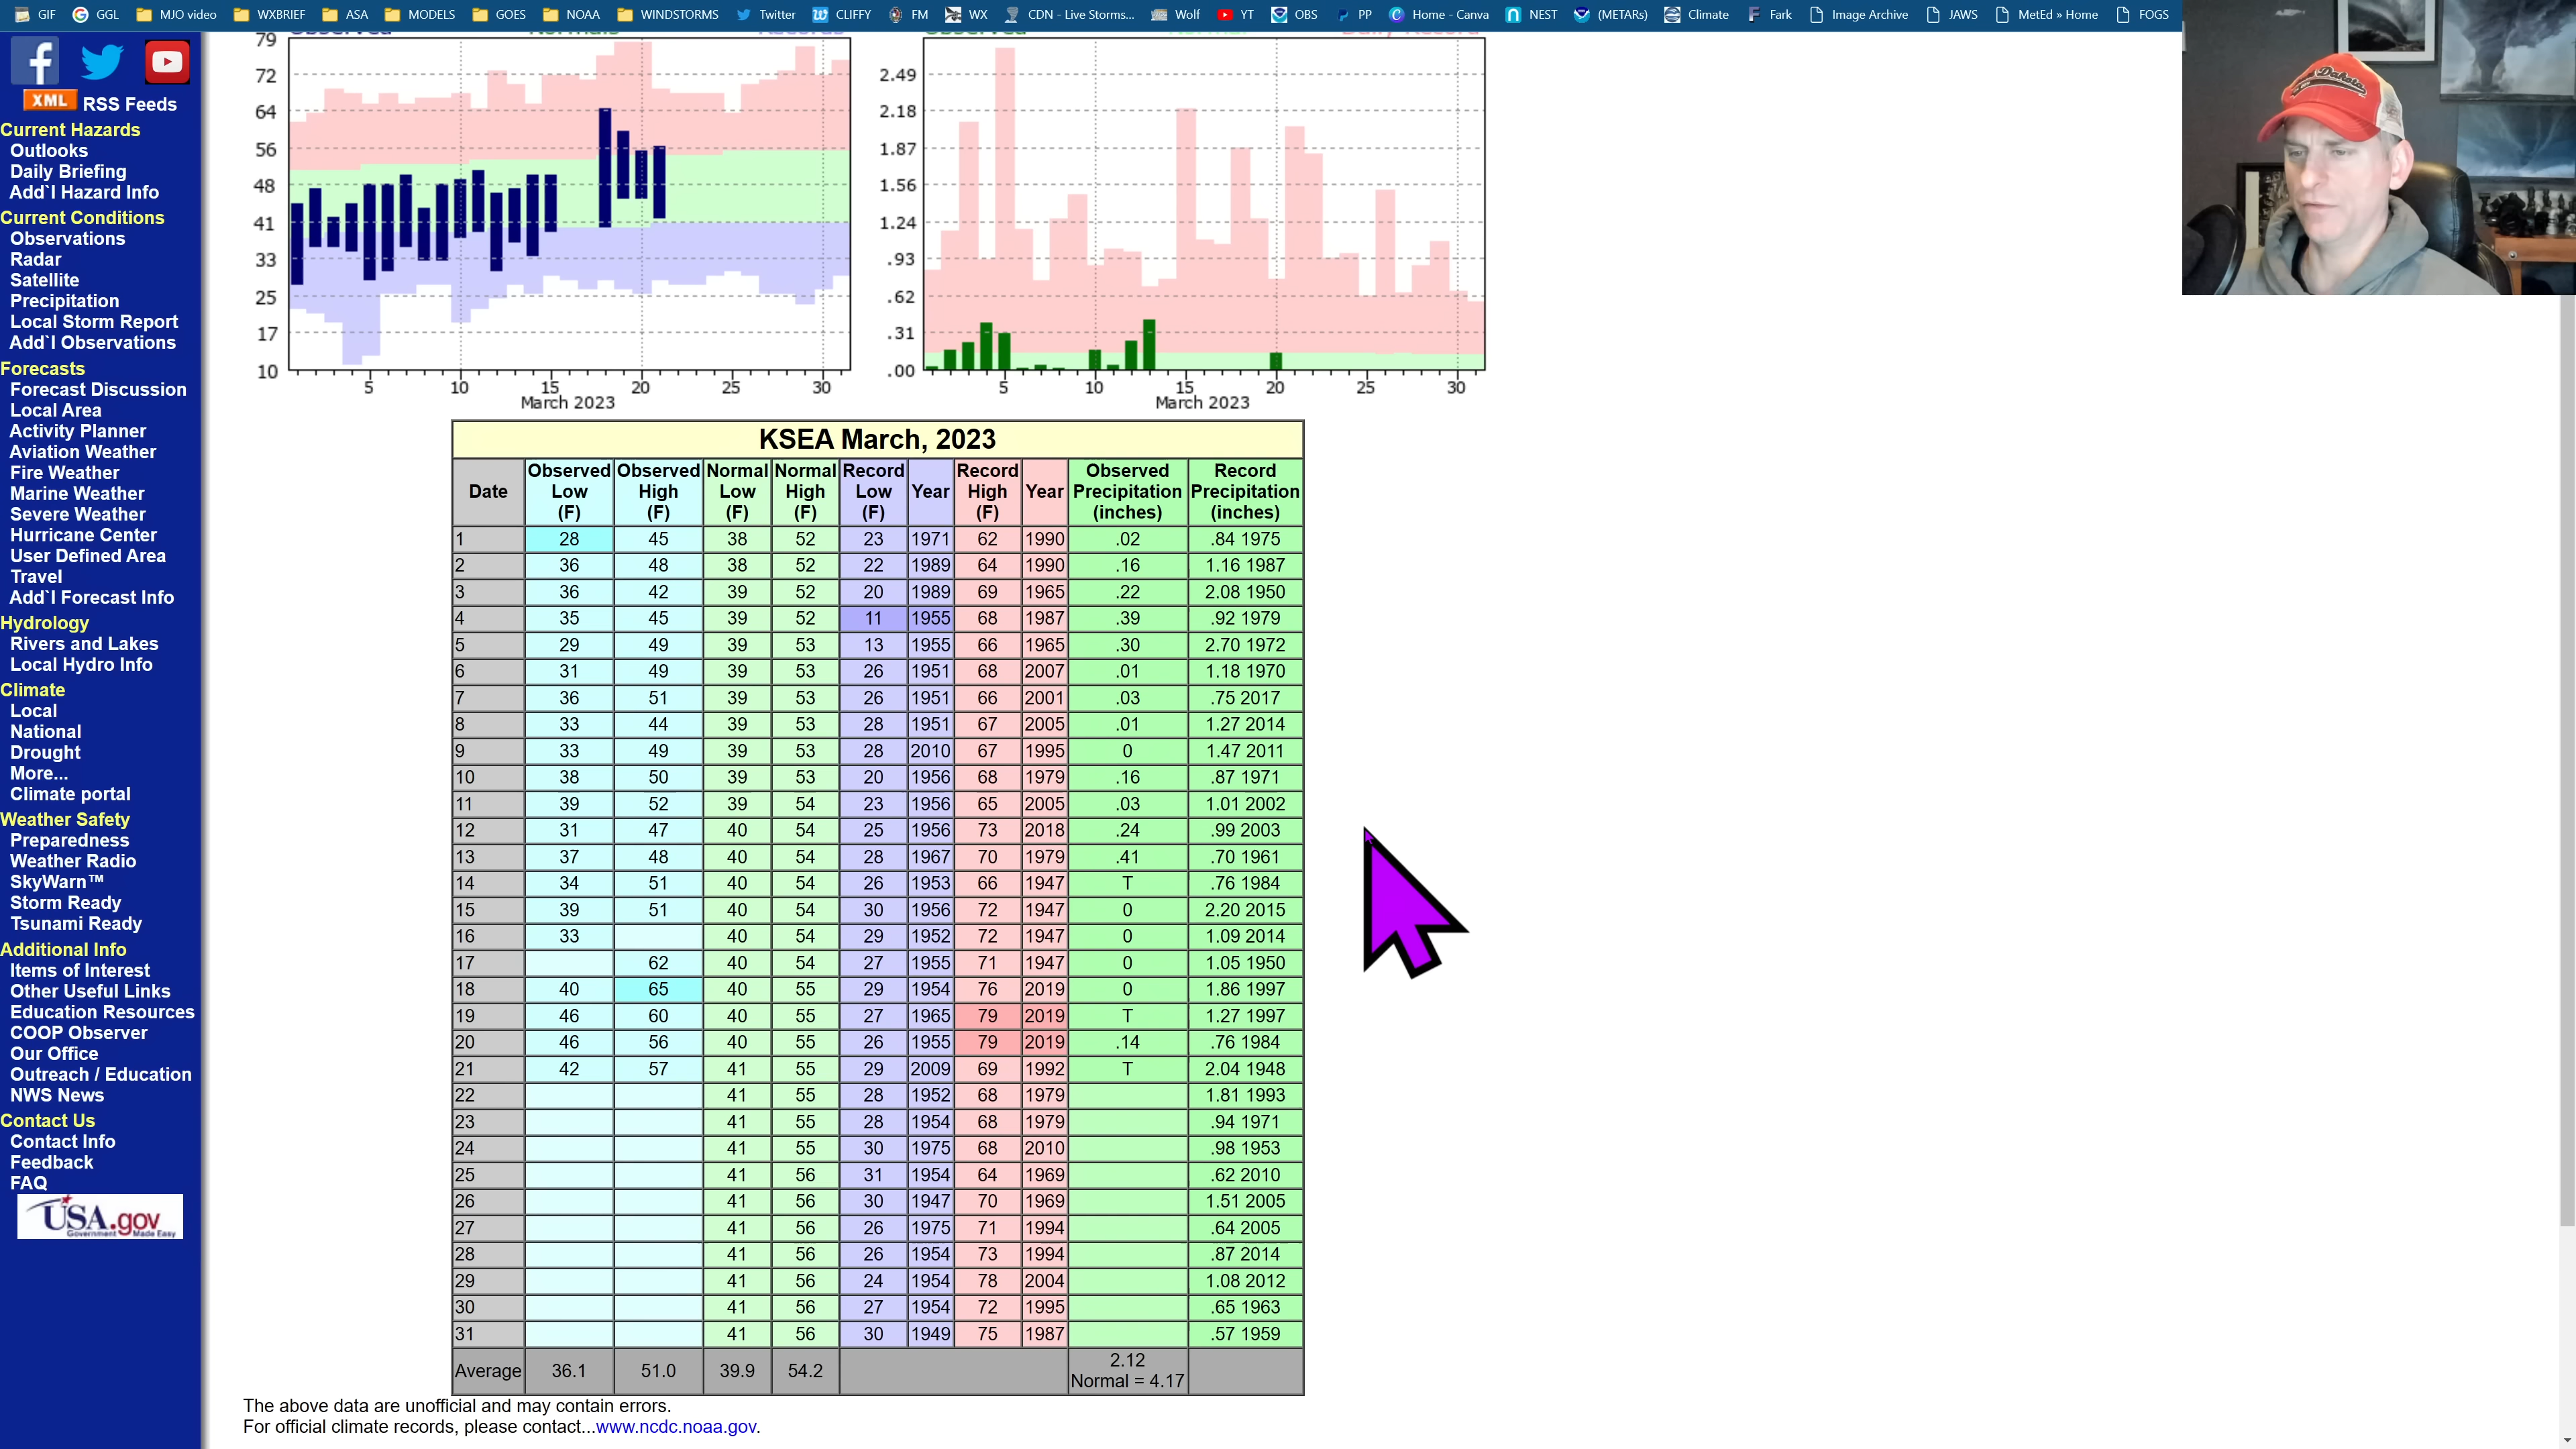 GIF GGL MJO video WXBRIEF ASA MODELS GOES NOAA WINDSTORMS Twitter CLIFFY FM WX CDN - Live Storms... Wolf YT OBS PP Home - Canva NEST (METARs) Climate Fark Image Archive JAWS MetEd » Home FOGS
XML RSS Feeds
Current Hazards
Outlooks
Daily Briefing
Add`l Hazard Info
Current Conditions
Observations
Radar
Satellite
Precipitation
Local Storm Report
Add`l Observations
Forecasts
Forecast Discussion
Local Area
Activity Planner
Aviation Weather
Fire Weather
Marine Weather
Severe Weather
Hurricane Center
User Defined Area
Travel
Add`l Forecast Info
Hydrology
Rivers and Lakes
Local Hydro Info
Climate
Local
National
Drought
More...
Climate portal
Weather Safety
Preparedness
Weather Radio
SkyWarn™
Storm Ready
Tsunami Ready
Additional Info
Items of Interest
Other Useful Links
Education Resources
COOP Observer
Our Office
Outreach / Education
NWS News
Contact Us
Contact Info
Feedback
FAQ
USA.gov
Government Made Easy
79
72
64
56
48
41
33
25
17
10
5 10 15 20 25 30
March 2023
2.49
2.18
1.87
1.56
1.24
.93
.62
.31
.00
5 10 15 20 25 30
March 2023
KSEA March, 2023
Date Observed Low (F) Observed High (F) Normal Low (F) Normal High (F) Record Low (F) Year Record High (F) Year Observed Precipitation (inches) Record Precipitation (inches)
1 28 45 38 52 23 1971 62 1990 .02 .84 1975
2 36 48 38 52 22 1989 64 1990 .16 1.16 1987
3 36 42 39 52 20 1989 69 1965 .22 2.08 1950
4 35 45 39 52 11 1955 68 1987 .39 .92 1979
5 29 49 39 53 13 1955 66 1965 .30 2.70 1972
6 31 49 39 53 26 1951 68 2007 .01 1.18 1970
7 36 51 39 53 26 1951 66 2001 .03 .75 2017
8 33 44 39 53 28 1951 67 2005 .01 1.27 2014
9 33 49 39 53 28 2010 67 1995 0 1.47 2011
10 38 50 39 53 20 1956 68 1979 .16 .87 1971
11 39 52 39 54 23 1956 65 2005 .03 1.01 2002
12 31 47 40 54 25 1956 73 2018 .24 .99 2003
13 37 48 40 54 28 1967 70 1979 .41 .70 1961
14 34 51 40 54 26 1953 66 1947 T .76 1984
15 39 51 40 54 30 1956 72 1947 0 2.20 2015
16 33 40 54 29 1952 72 1947 0 1.09 2014
17 62 40 54 27 1955 71 1947 0 1.05 1950
18 40 65 40 55 29 1954 76 2019 0 1.86 1997
19 46 60 40 55 27 1965 79 2019 T 1.27 1997
20 46 56 40 55 26 1955 79 2019 .14 .76 1984
21 42 57 41 55 29 2009 69 1992 T 2.04 1948
22 41 55 28 1952 68 1979 1.81 1993
23 41 55 28 1954 68 1979 .94 1971
24 41 55 30 1975 68 2010 .98 1953
25 41 56 31 1954 64 1969 .62 2010
26 41 56 30 1947 70 1969 1.51 2005
27 41 56 26 1975 71 1994 .64 2005
28 41 56 26 1954 73 1994 .87 2014
29 41 56 24 1954 78 2004 1.08 2012
30 41 56 27 1954 72 1995 .65 1963
31 41 56 30 1949 75 1987 .57 1959
Average 36.1 51.0 39.9 54.2 2.12
Normal = 4.17
The above data are unofficial and may contain errors.
For official climate records, please contact...www.ncdc.noaa.gov.